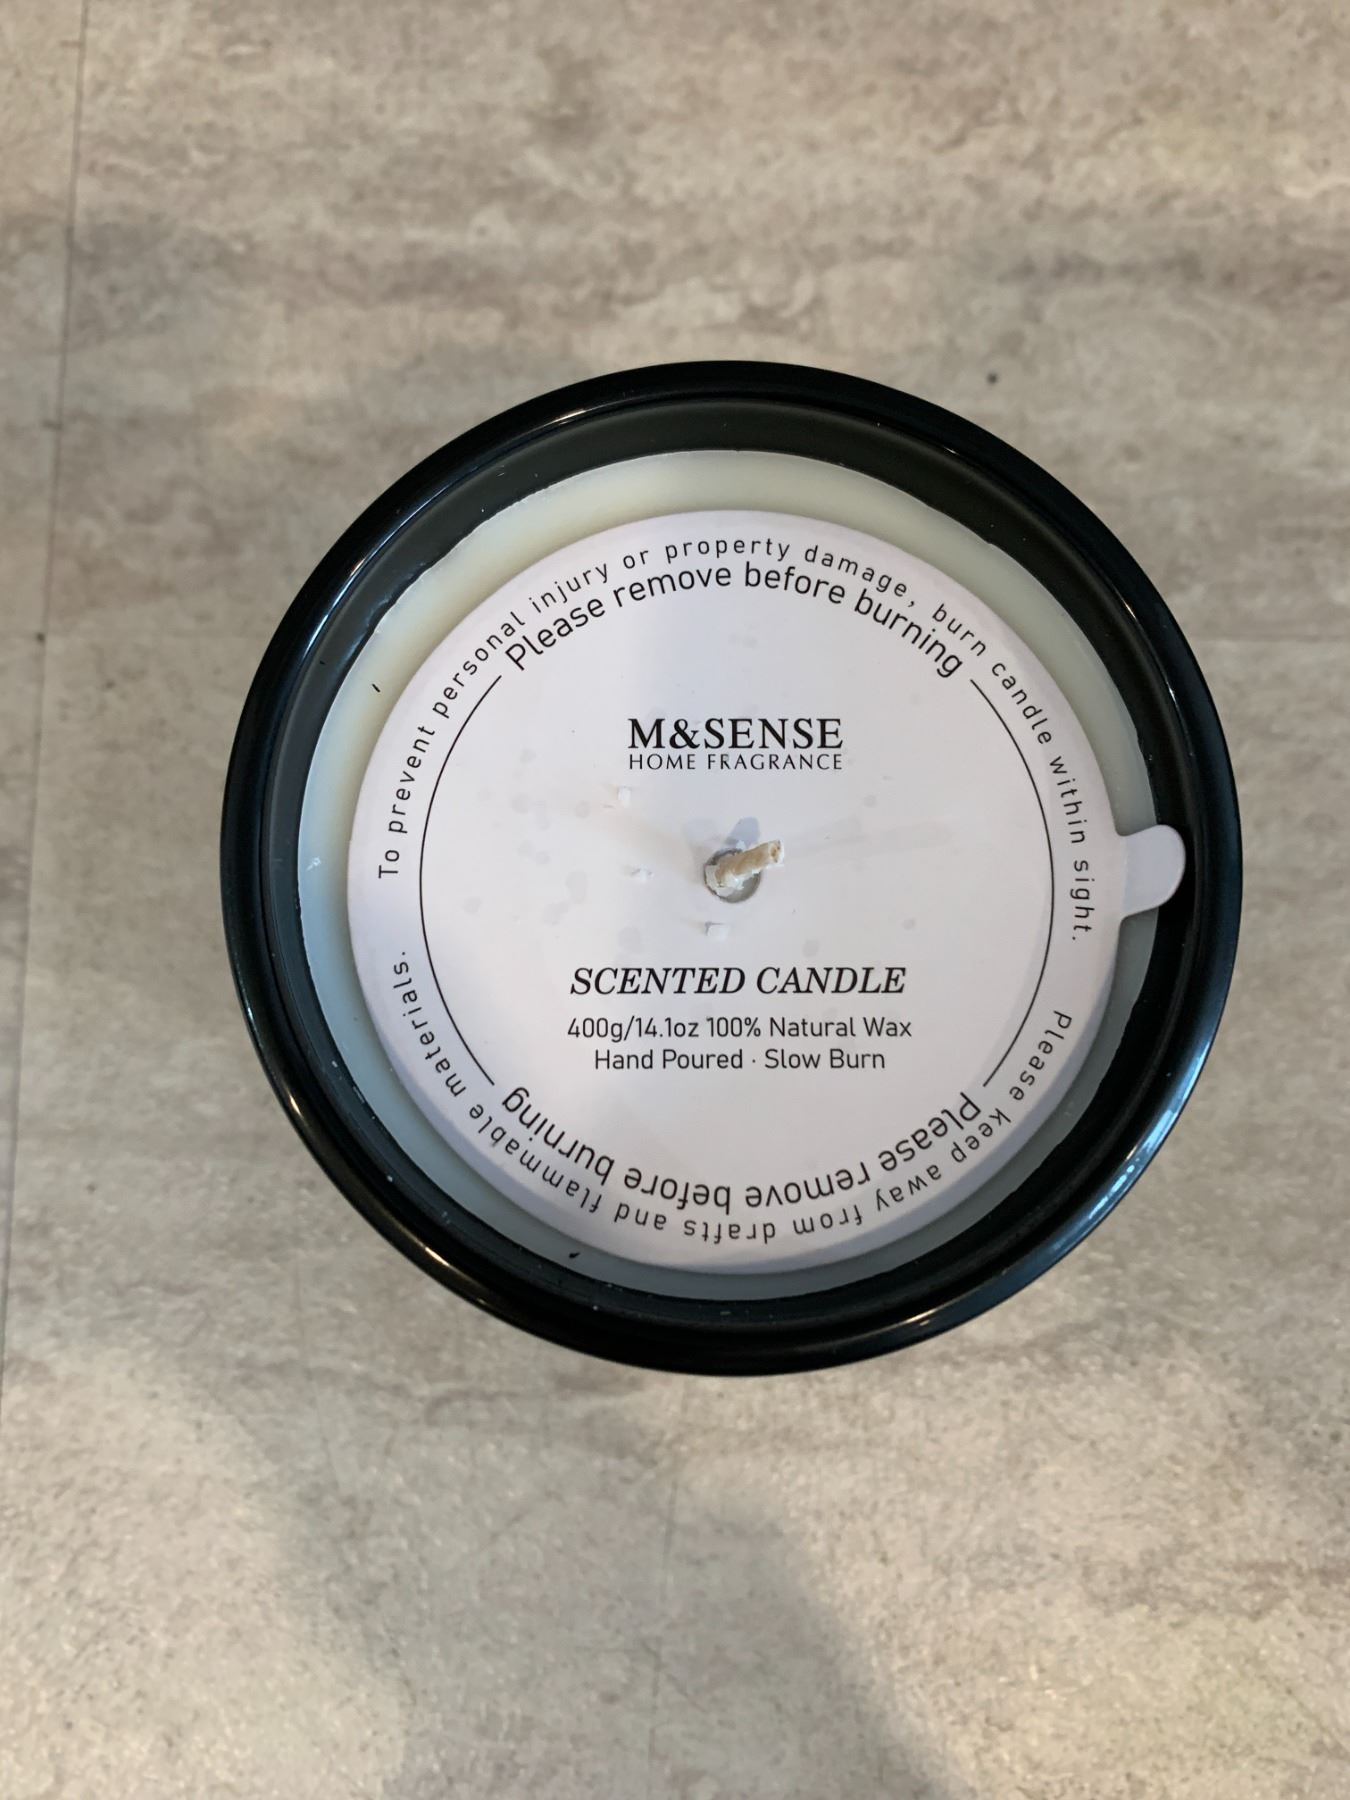 To prevent personal injury or property damage, burn candle within sight.
Please remove before burning
M&SENSE
HOME FRAGRANCE
SCENTED CANDLE
400g/14.1oz 100% Natural Wax
Hand Poured · Slow Burn
Please remove before burning
Please keep away from drafts and flammable materials.